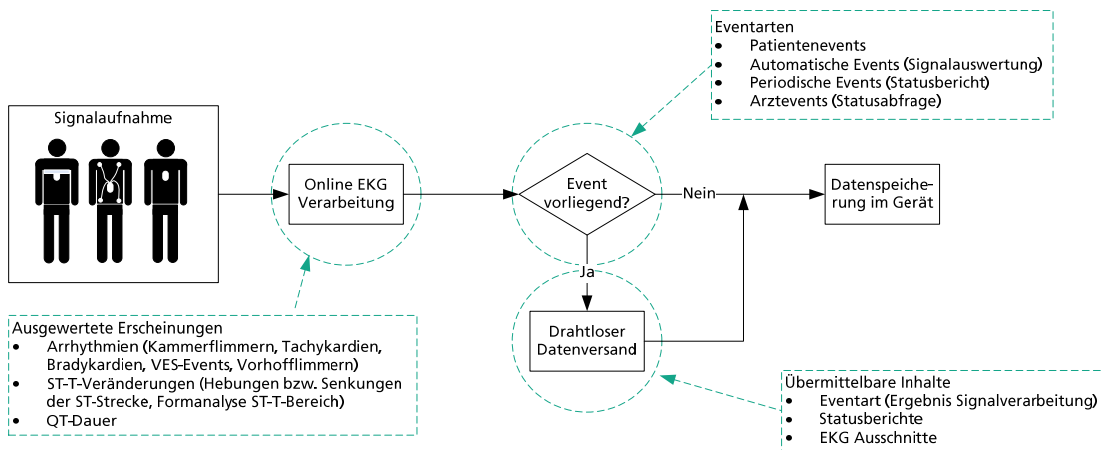 Signalaufnahme
Online EKG
Verarbeitung
Event
vorliegend?
Nein
Ja
Datenspeiche-
rung im Gerät
Drahtloser
Datenversand
Eventarten
• Patientenevents
• Automatische Events (Signalauswertung)
• Periodische Events (Statusbericht)
• Arztevents (Statusabfrage)
Ausgewertete Erscheinungen
• Arrhythmien (Kammerflimmern, Tachykardien,
Bradykardien, VES-Events, Vorhofflimmern)
• ST-T-Veränderungen (Hebungen bzw. Senkungen
der ST-Strecke, Formanalyse ST-T-Bereich)
• QT-Dauer
Übermittelbare Inhalte
• Eventart (Ergebnis Signalverarbeitung)
• Statusberichte
• EKG Ausschnitte